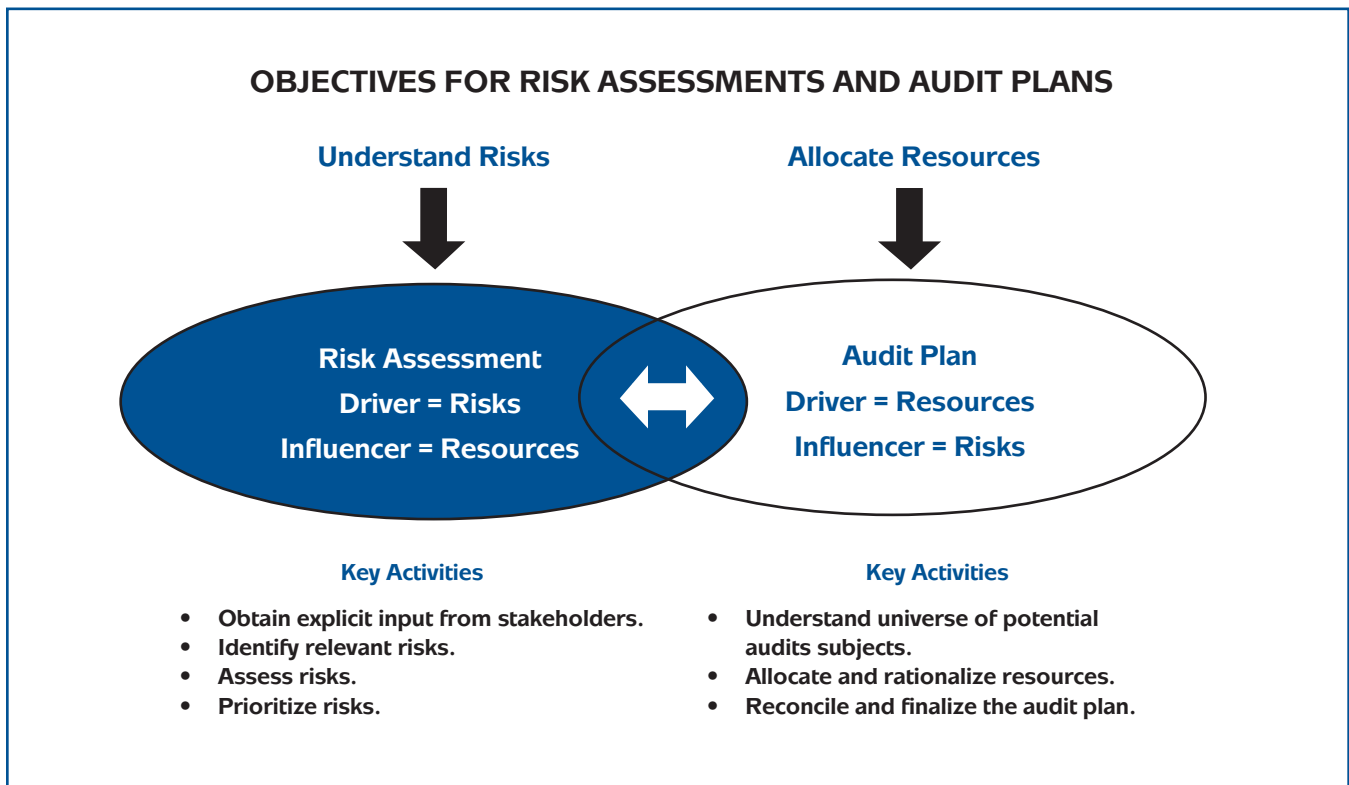 OBJECTIVES FOR RISK ASSESSMENTS AND AUDIT PLANS
Understand Risks
Allocate Resources
Risk Assessment
Driver = Risks
Influencer = Resources
Audit Plan
Driver = Resources
Influencer = Risks
Key Activities
• Obtain explicit input from stakeholders.
• Identify relevant risks.
• Assess risks.
• Prioritize risks.
Key Activities
• Understand universe of potential
audits subjects.
• Allocate and rationalize resources.
• Reconcile and finalize the audit plan.